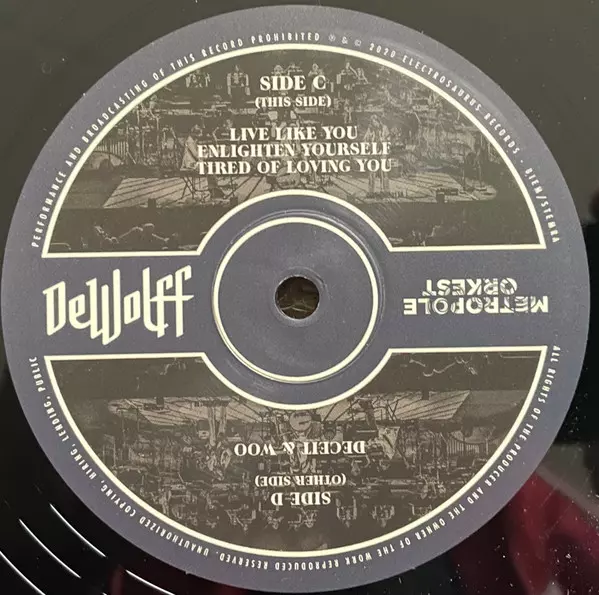 SIDE C
(THIS SIDE)
LIVE LIKE YOU
ENLIGHTEN YOURSELF
TIRED OF LOVING YOU
DeWolff
METROPOLE
ORKEST
SIDE D
(OTHER SIDE)
DECEIT & WOO
ALL RIGHTS OF THE PRODUCER AND THE OWNER OF THE WORK REPRODUCED RESERVED. UNAUTHORIZED COPYING, HIRING, LENDING, PUBLIC PERFORMANCE AND BROADCASTING OF THIS RECORD PROHIBITED ℗ & © 2020 ELECTROSAURUS RECORDS - BIEM/STEMRA